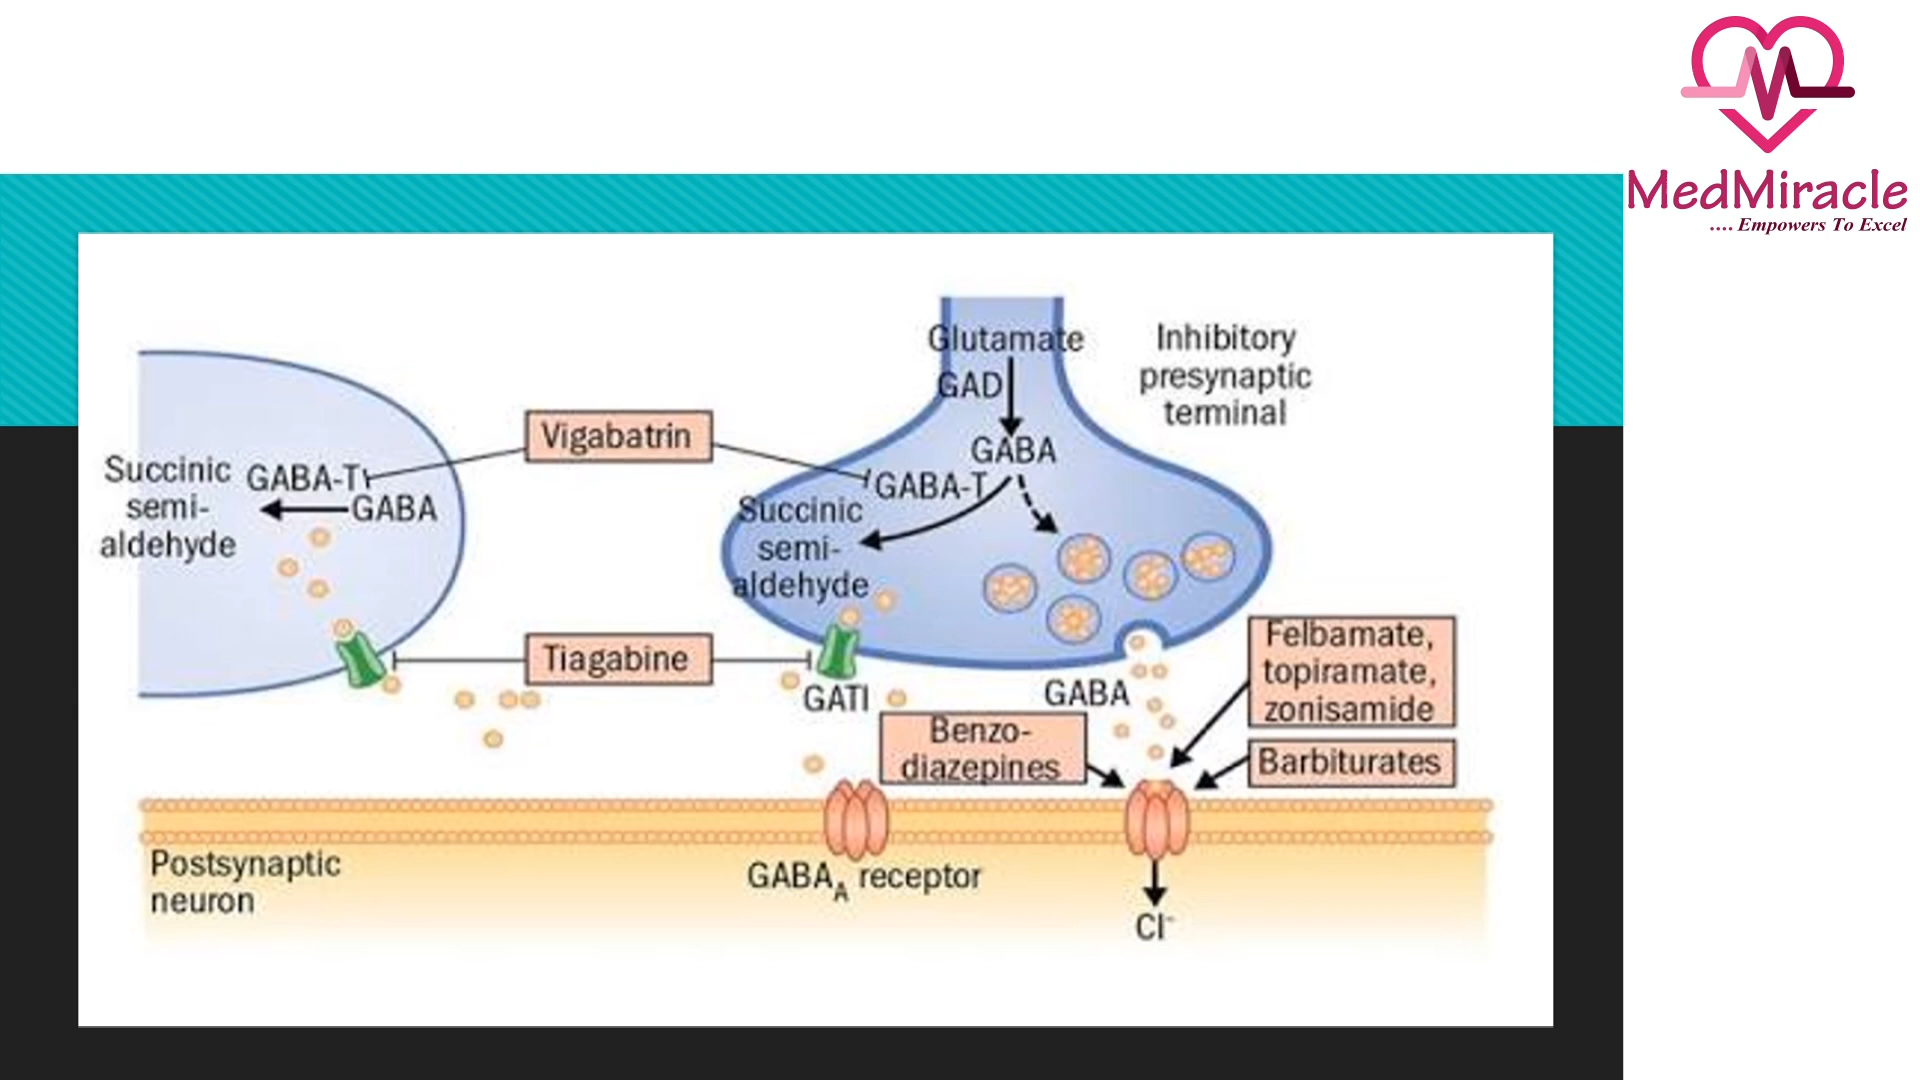 MedMiracle
.... Empowers To Excel
Glutamate
GAD
GABA
Inhibitory
presynaptic
terminal
Vigabatrin
Succinic
semi-
aldehyde
GABA-T
GABA
GABA-T
Succinic
semi-
aldehyde
Tiagabine
GATI
GABA
Felbamate,
topiramate,
zonisamide
Benzo-
diazepines
Barbiturates
Postsynaptic
neuron
GABAA receptor
Cl-